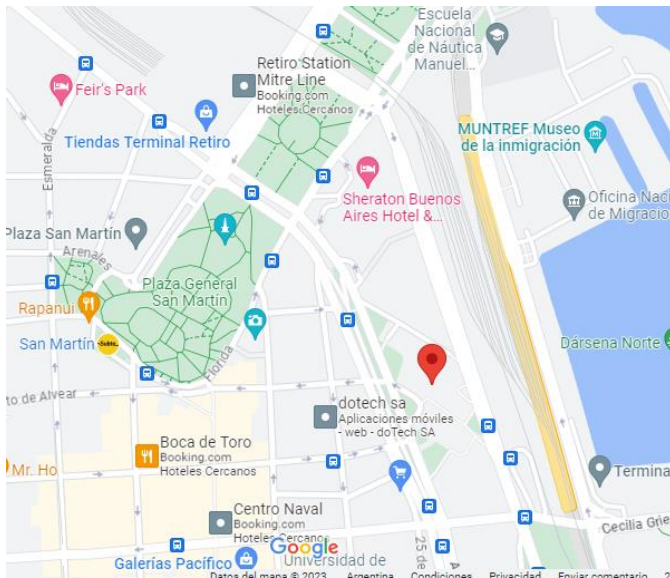 Escuela
Nacional
de Náutica
Manuel...
Retiro Station
Mitre Line
Booking.com
Hoteles Cercanos
Feir's Park
Tiendas Terminal Retiro
MUNTREF Museo
de la inmigración
Esmeralda
Sheraton Buenos
Aires Hotel &...
Oficina Nac
de Migracio
Plaza San Martín
Arenales
Plaza General
San Martín
Rapanui
San Martín
Florida
Dársena Norte
to de Alvear
dotech sa
Aplicaciones móviles
- web - doTech SA
Boca de Toro
Booking.com
Hoteles Cercanos
Mr. Ho
Termina
Centro Naval
Booking.com
Hoteles Cercanos
Google
Cecilia Grie
25 de
A
Galerías Pacífico
Universidad de
Datos del mapa © 2023 Argentina Condiciones Privacidad Enviar comentario